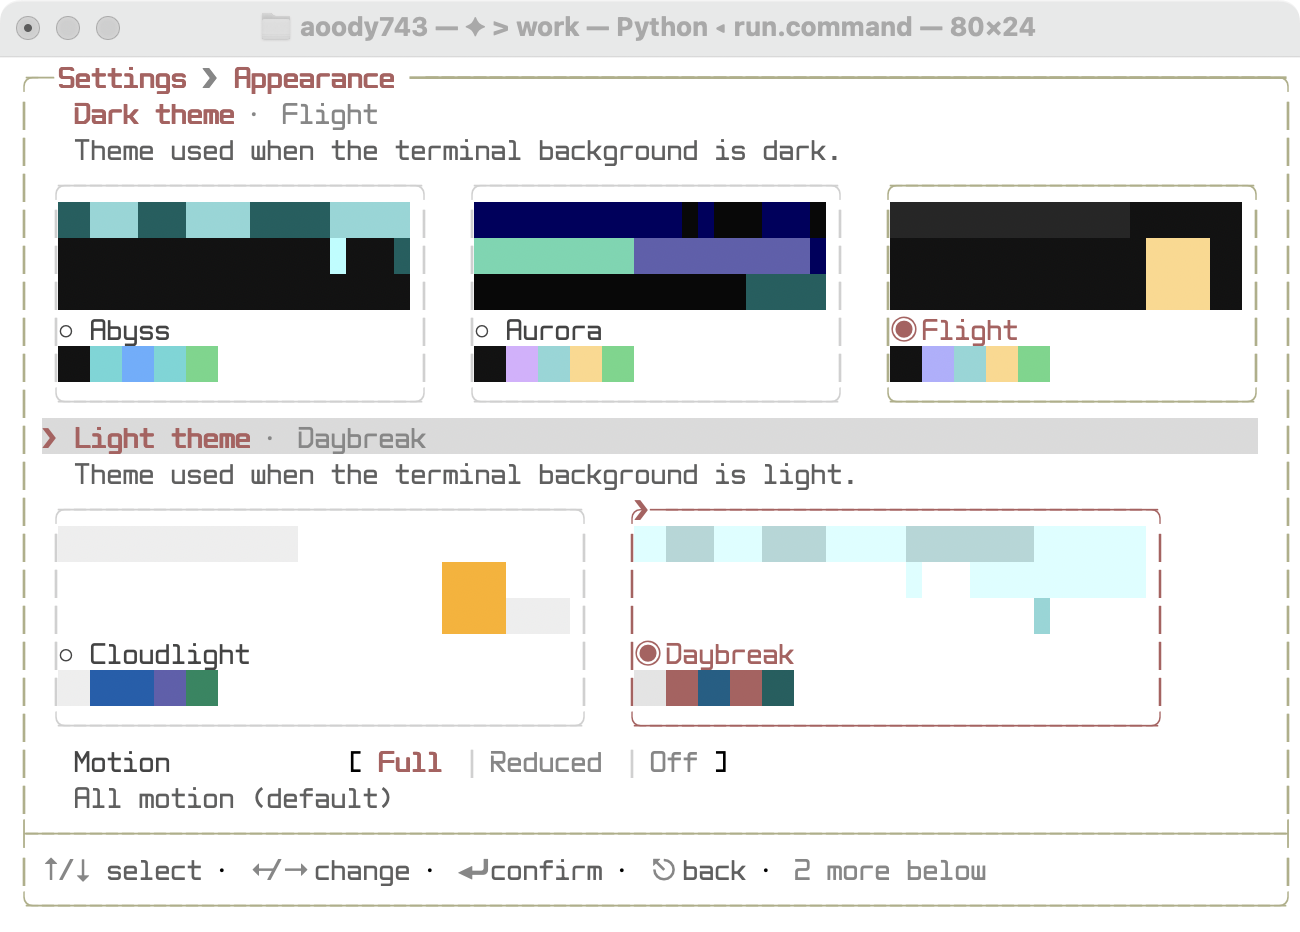 aoody743 — ✦ > work — Python ◂ run.command — 80×24
Settings ❯ Appearance
Dark theme · Flight
Theme used when the terminal background is dark.
○ Abyss
○ Aurora
◉ Flight
❯ Light theme · Daybreak
Theme used when the terminal background is light.
❯
○ Cloudlight
◉ Daybreak
Motion [ Full │ Reduced │ Off ]
All motion (default)
↑/↓ select · ←/→ change · ↵ confirm · ⎋ back · 2 more below